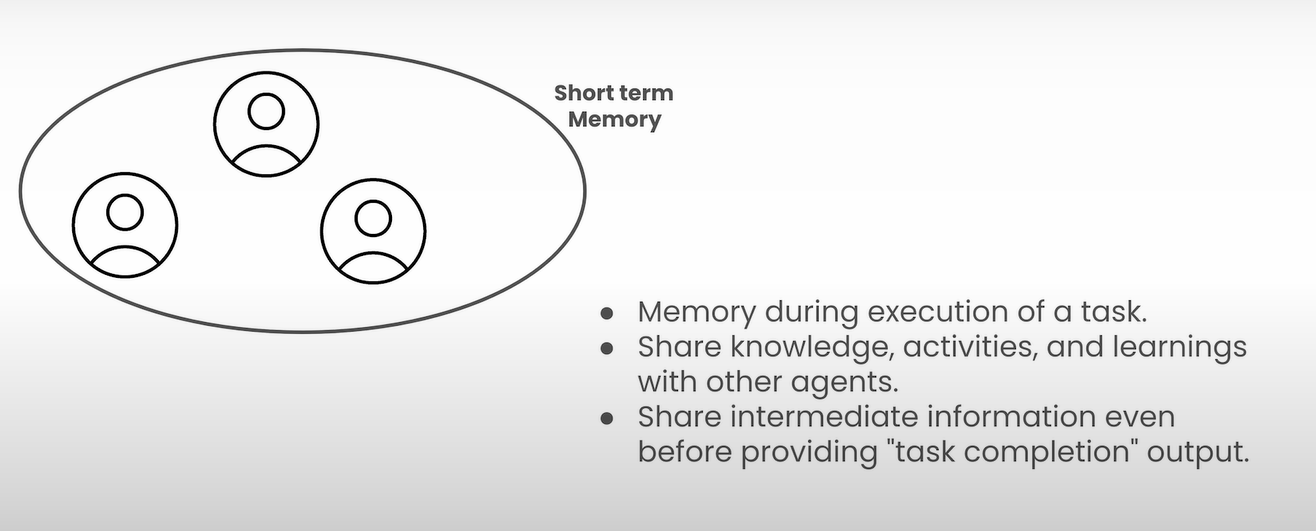 Short term
Memory
● Memory during execution of a task.
● Share knowledge, activities, and learnings
with other agents.
● Share intermediate information even
before providing "task completion" output.